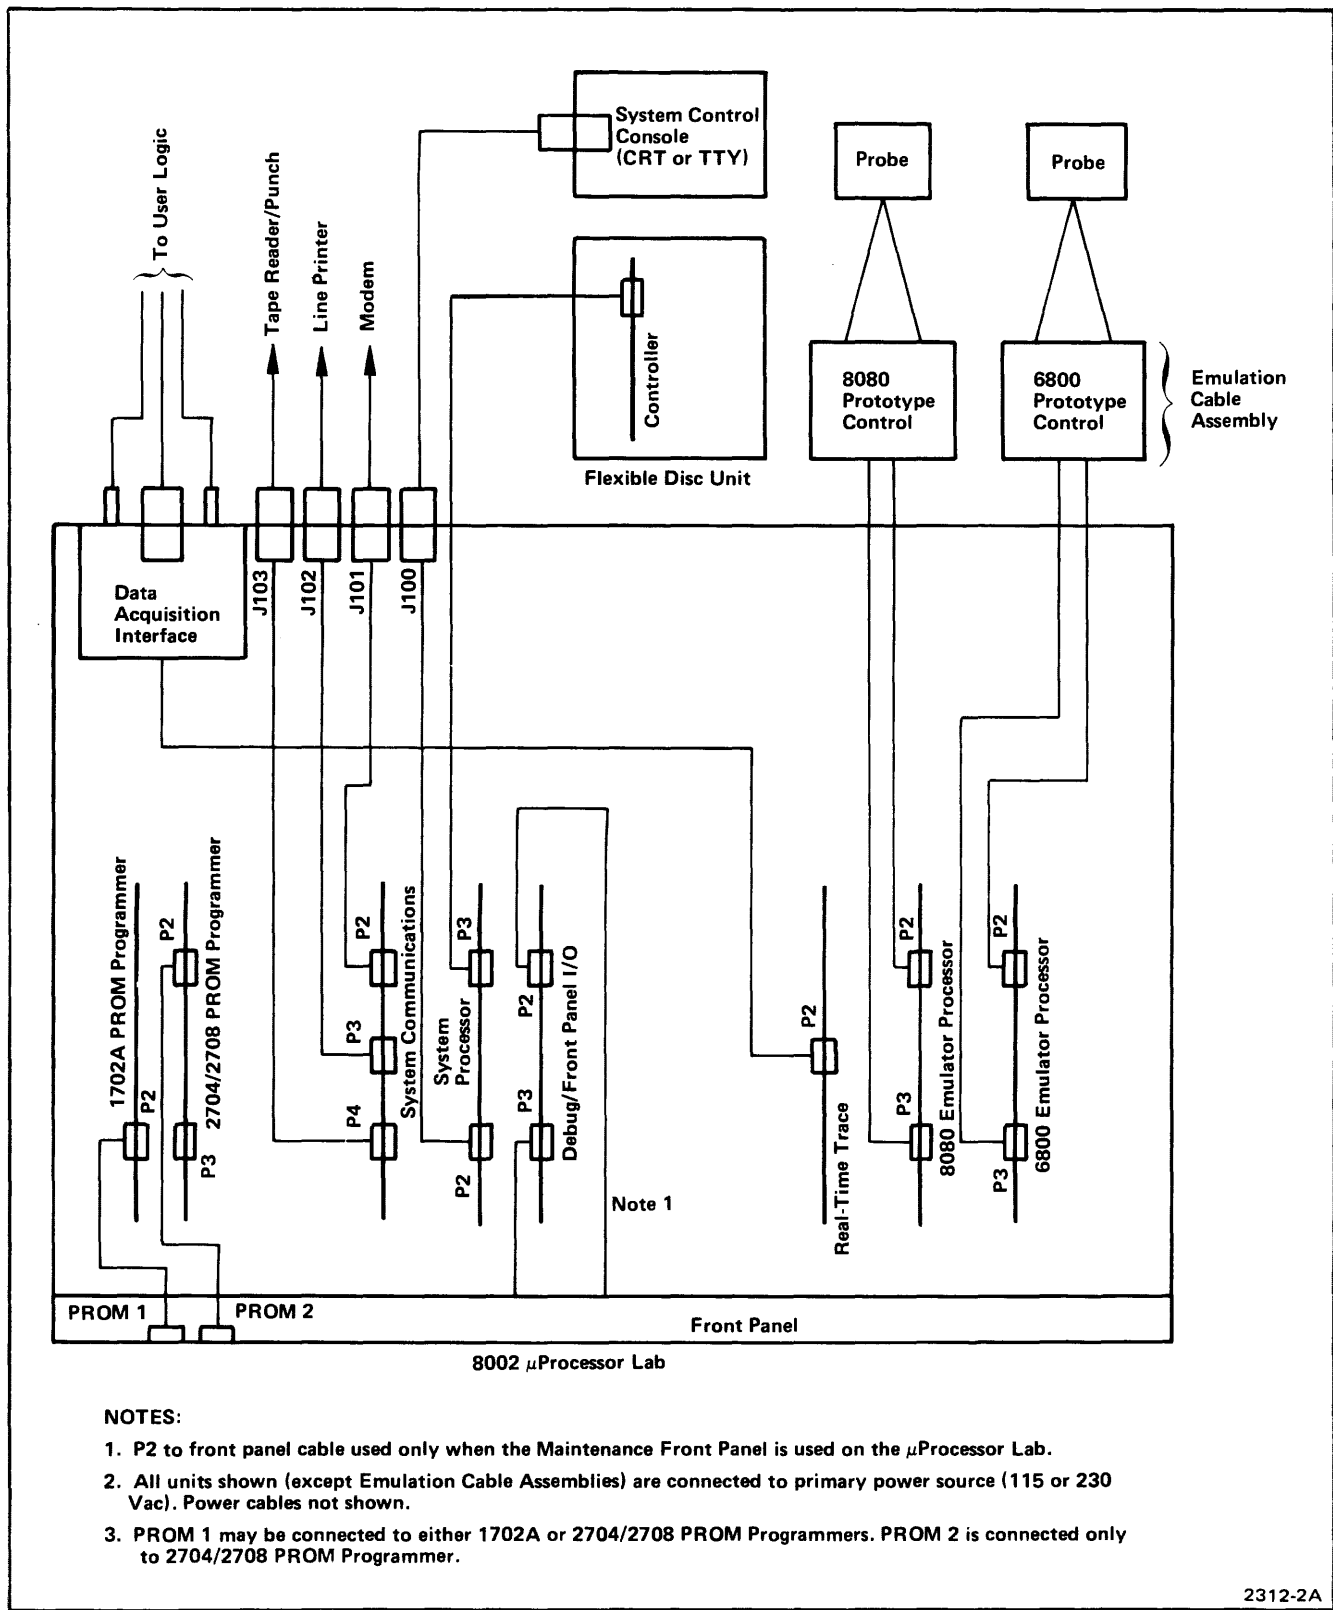 System Control
Console
(CRT or TTY)
Probe
Probe
To User Logic
Tape Reader/Punch
Line Printer
Modem
Controller
Flexible Disc Unit
8080
Prototype
Control
6800
Prototype
Control
Emulation
Cable
Assembly
Data
Acquisition
Interface
J103
J102
J101
J100
1702A PROM Programmer
P2
P2
P3
2704/2708 PROM Programmer
P2
P3
P4
System Communications
P3
System
Processor
P2
P2
P3
Debug/Front Panel I/O
Note 1
P2
Real-Time Trace
P2
P3
8080 Emulator Processor
P2
P3
6800 Emulator Processor
PROM 1
PROM 2
Front Panel
8002 μProcessor Lab
NOTES:
1. P2 to front panel cable used only when the Maintenance Front Panel is used on the μProcessor Lab.
2. All units shown (except Emulation Cable Assemblies) are connected to primary power source (115 or 230
Vac). Power cables not shown.
3. PROM 1 may be connected to either 1702A or 2704/2708 PROM Programmers. PROM 2 is connected only
to 2704/2708 PROM Programmer.
2312-2A